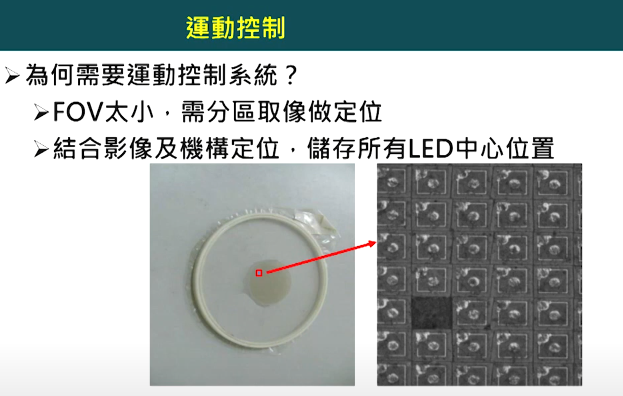 運動控制
➢為何需要運動控制系統？
➢FOV太小，需分區取像做定位
➢結合影像及機構定位，儲存所有LED中心位置